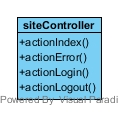 siteController
+actionIndex()
+actionError()
+actionLogin()
+actionLogout()
Powered By Visual Paradi